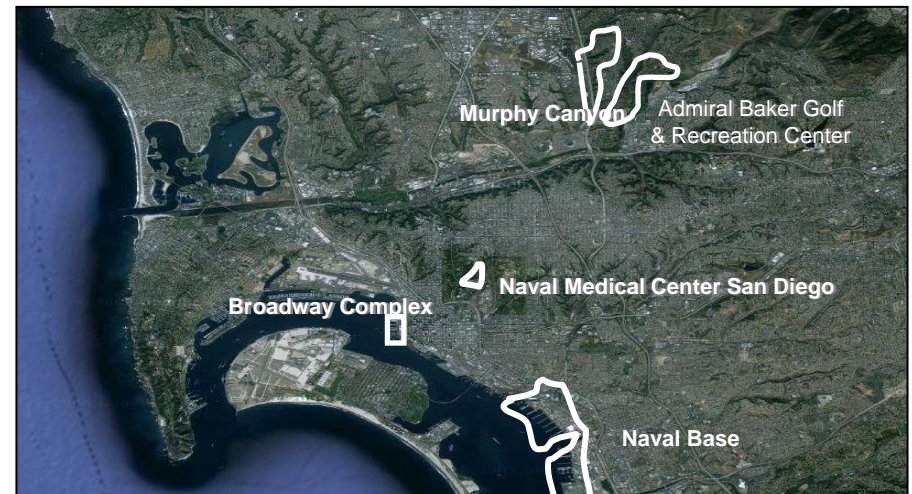 Murphy Canyon
Admiral Baker Golf
& Recreation Center
Naval Medical Center San Diego
Broadway Complex
Naval Base